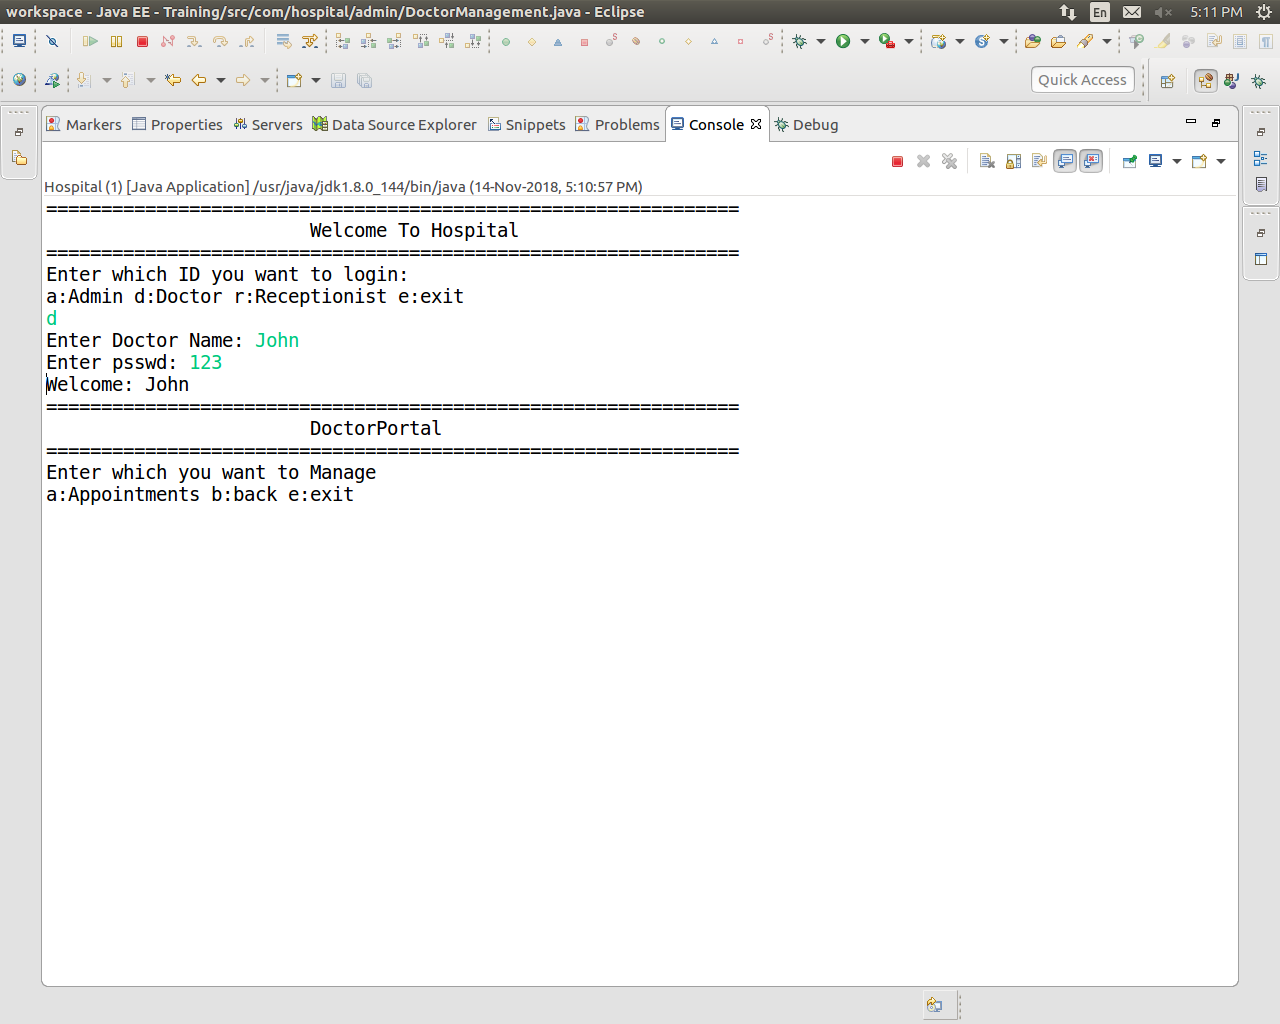 workspace - Java EE - Training/src/com/hospital/admin/DoctorManagement.java - Eclipse
En
5:11 PM
Quick Access
Markers Properties Servers Data Source Explorer Snippets Problems Console Debug
Hospital (1) [Java Application] /usr/java/jdk1.8.0_144/bin/java (14-Nov-2018, 5:10:57 PM)
===============================================================
Welcome To Hospital
===============================================================
Enter which ID you want to login:
a:Admin d:Doctor r:Receptionist e:exit
d
Enter Doctor Name: John
Enter psswd: 123
Welcome: John
===============================================================
DoctorPortal
===============================================================
Enter which you want to Manage
a:Appointments b:back e:exit